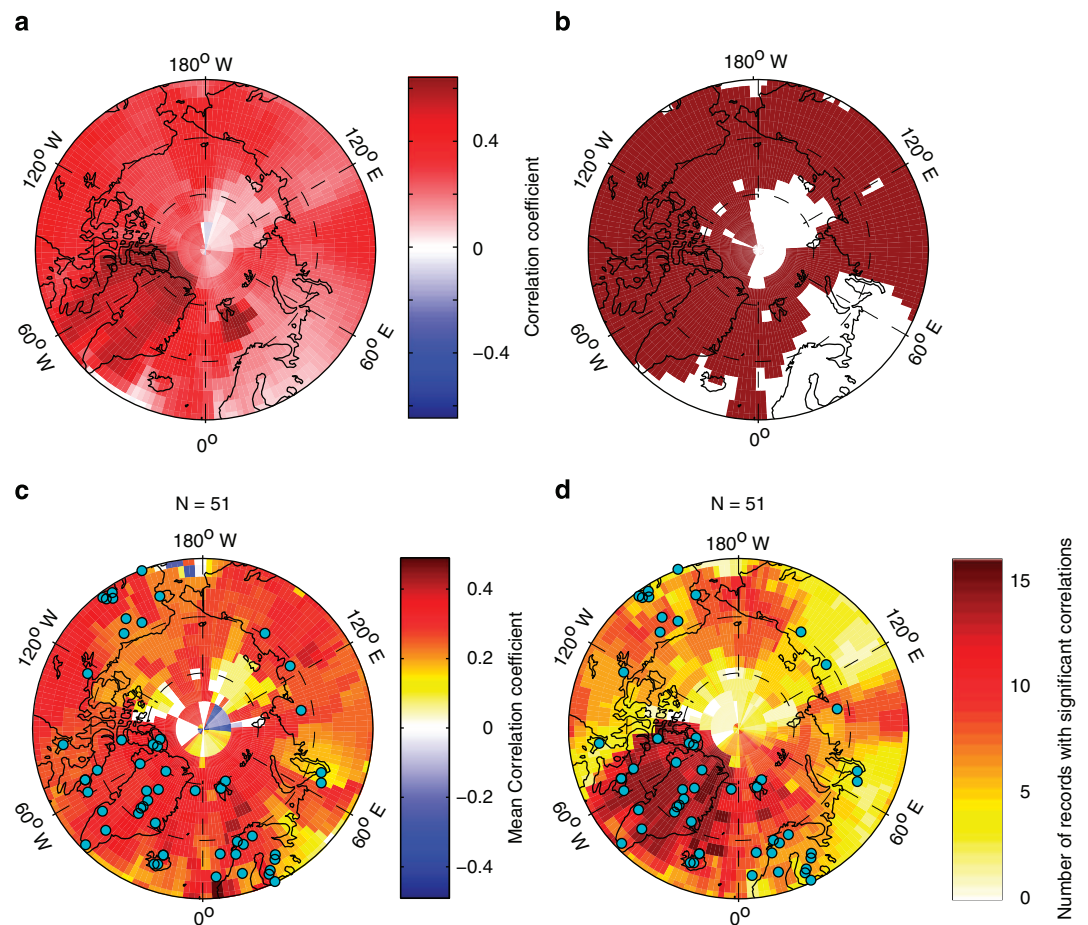 a
b
180° W
180° W
120° W
120° E
120° W
120° E
60° W
60° E
60° W
60° E
0°
0°
0.4
0
−0.4
Correlation coefficient
c
d
N = 51
N = 51
180° W
180° W
120° W
120° E
120° W
120° E
60° W
60° E
60° W
60° E
0°
0°
0.4
0.2
0
−0.2
−0.4
Mean Correlation coefficient
15
10
5
0
Number of records with significant correlations